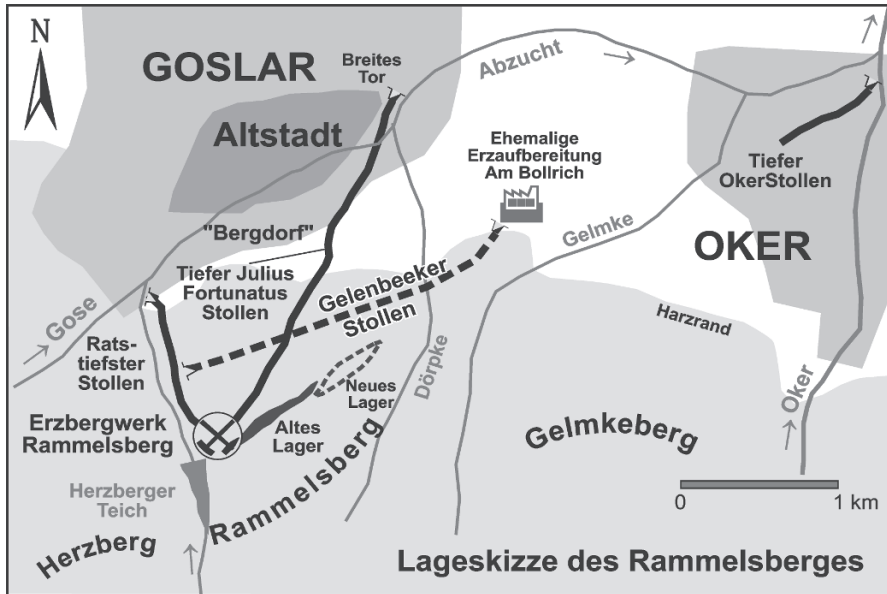 N
GOSLAR
Breites
Tor
Abzucht
Altstadt
Ehemalige
Erzaufbereitung
Am Bollrich
Tiefer
OkerStollen
"Bergdorf"
Gelmke
OKER
Tiefer Julius
Fortunatus
Stollen
Gelenbeeker
Stollen
Gose
Harzrand
Rats-
tiefster
Stollen
Dörpke
Neues
Lager
Oker
Erzbergwerk
Rammelsberg
Altes
Lager
Gelmkeberg
Rammelsberg
Herzberger
Teich
0 1 km
Herzberg
Lageskizze des Rammelsberges